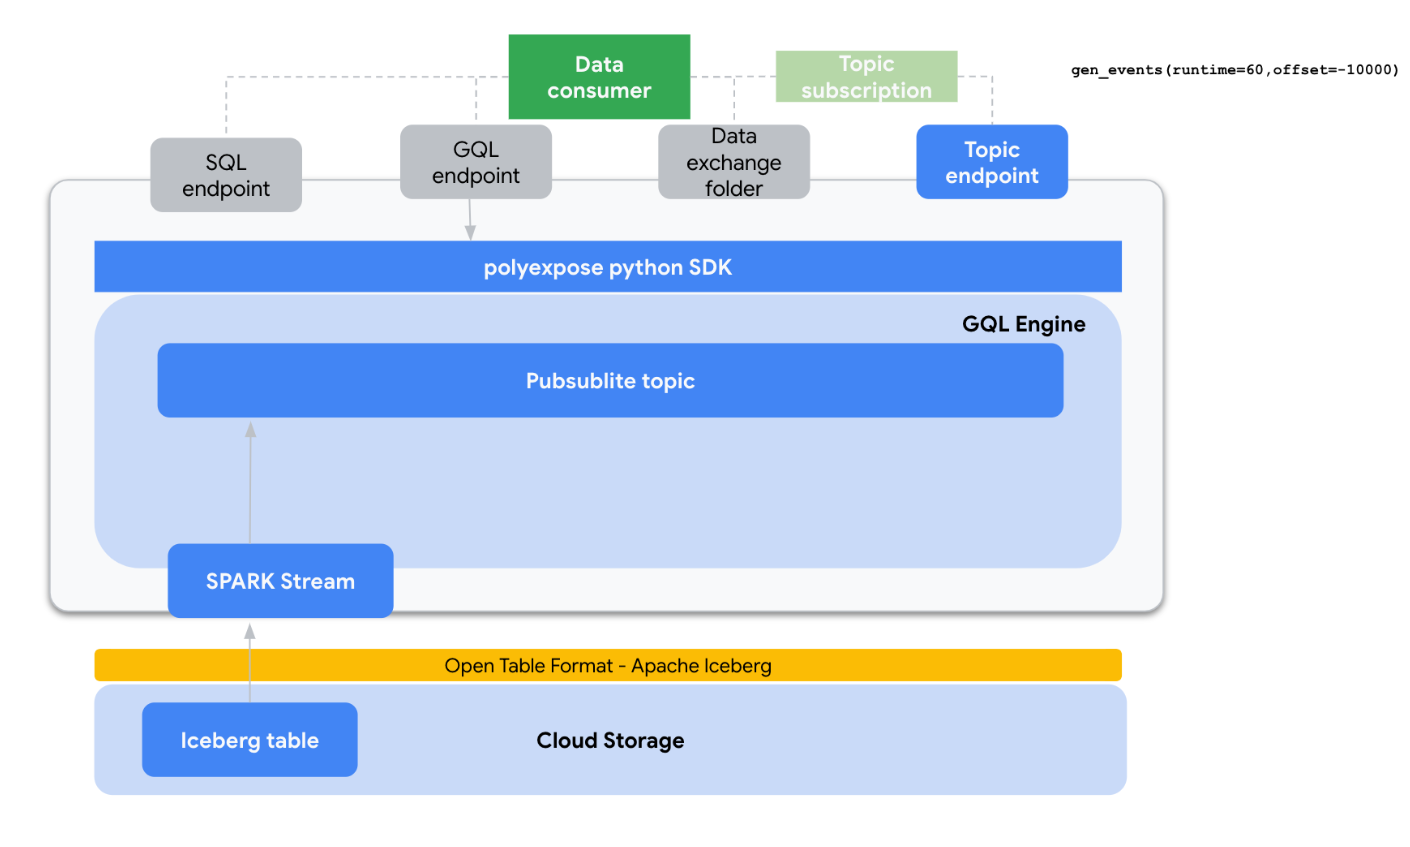 Data
consumer
Topic
subscription
gen_events(runtime=60,offset=-10000)
SQL
endpoint
GQL
endpoint
Data
exchange
folder
Topic
endpoint
polyexpose python SDK
GQL Engine
Pubsublite topic
SPARK Stream
Open Table Format - Apache Iceberg
Iceberg table
Cloud Storage